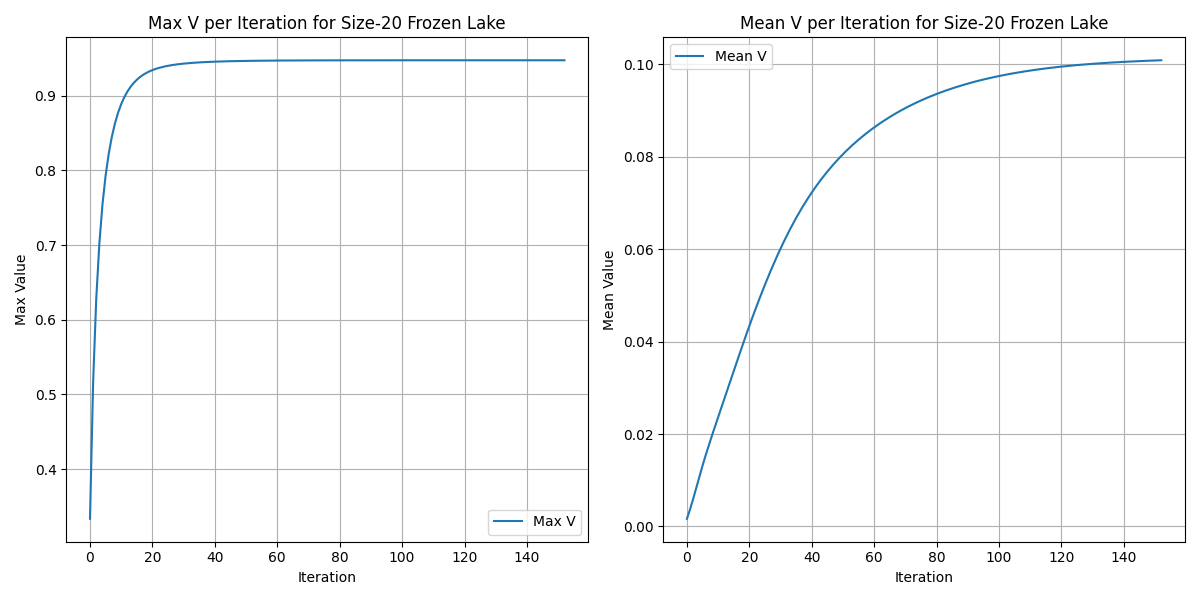 Max V per Iteration for Size-20 Frozen Lake
Max Value
0.9
0.8
0.7
0.6
0.5
0.4
0 20 40 60 80 100 120 140
Iteration
Max V
Mean V per Iteration for Size-20 Frozen Lake
Mean V
Mean Value
0.10
0.08
0.06
0.04
0.02
0.00
0 20 40 60 80 100 120 140
Iteration